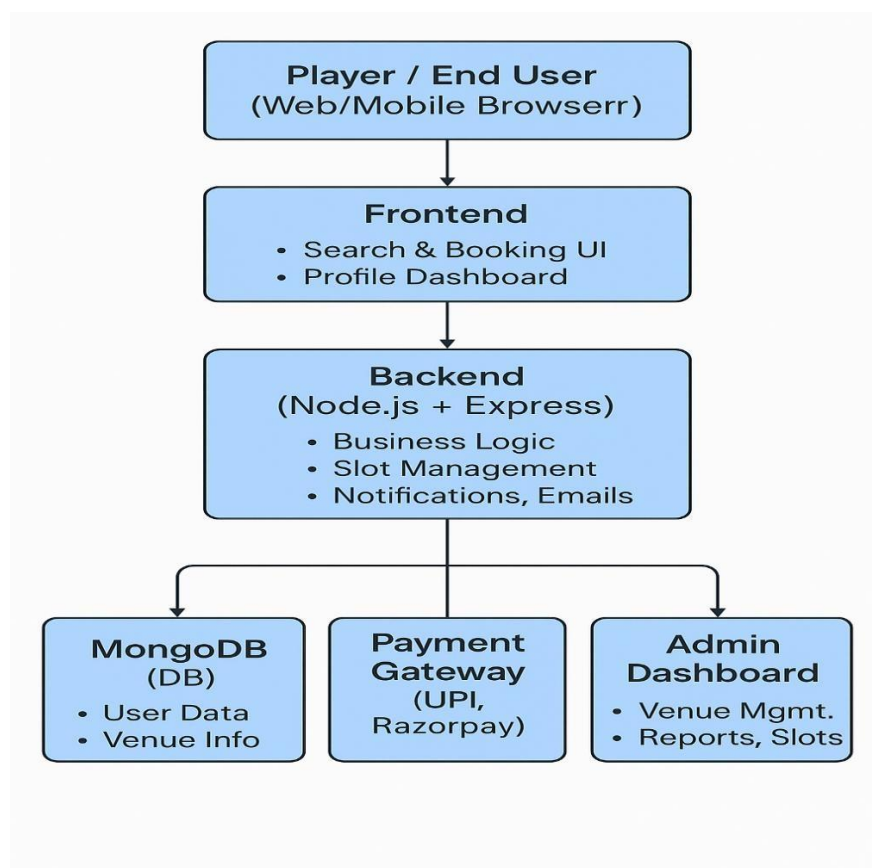 Player / End User
(Web/Mobile Browserr)
Frontend
• Search & Booking UI
• Profile Dashboard
Backend
(Node.js + Express)
• Business Logic
• Slot Management
• Notifications, Emails
MongoDB
(DB)
• User Data
• Venue Info
Payment
Gateway
(UPI,
Razorpay)
Admin
Dashboard
• Venue Mgmt.
• Reports, Slots